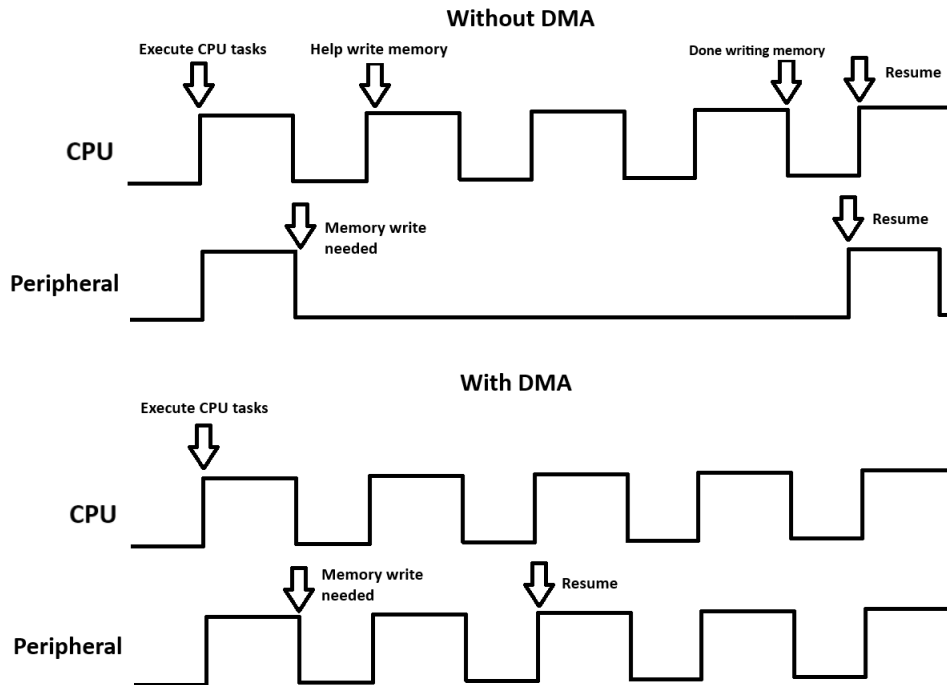 Without DMA
Execute CPU tasks
Help write memory
Done writing memory
Resume
CPU
Memory write
needed
Resume
Peripheral
With DMA
Execute CPU tasks
CPU
Memory write
needed
Resume
Peripheral